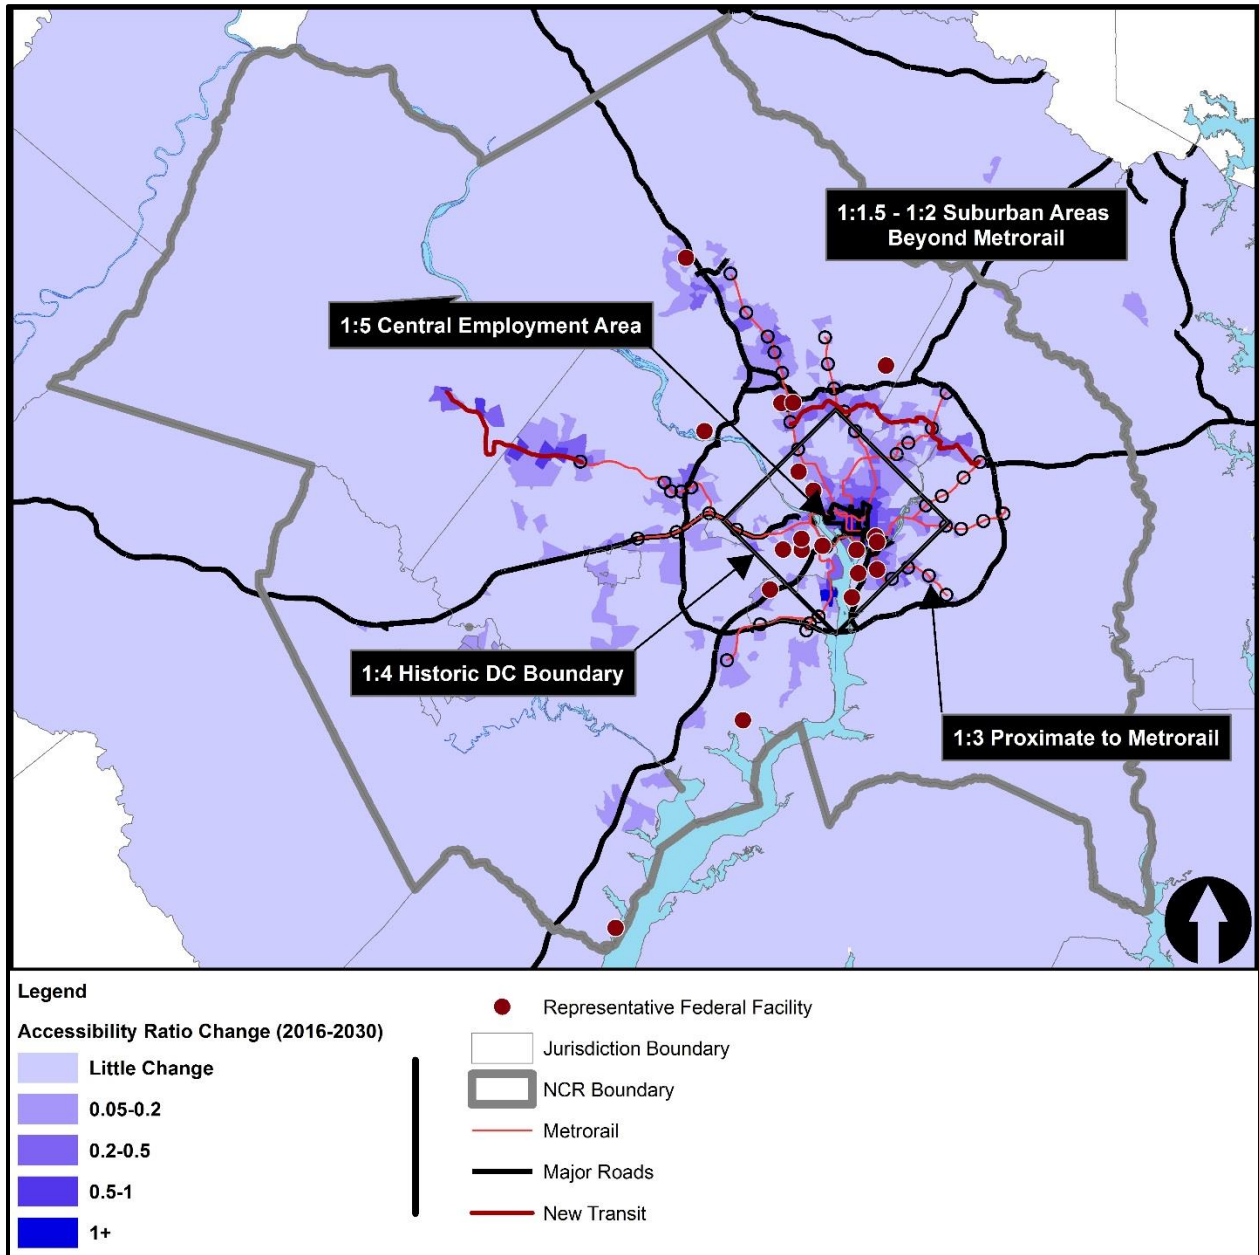 1:1.5 - 1:2 Suburban Areas
Beyond Metrorail
1:5 Central Employment Area
1:4 Historic DC Boundary
1:3 Proximate to Metrorail
Legend
Accessibility Ratio Change (2016-2030)
Little Change
0.05-0.2
0.2-0.5
0.5-1
1+
Representative Federal Facility
Jurisdiction Boundary
NCR Boundary
Metrorail
Major Roads
New Transit